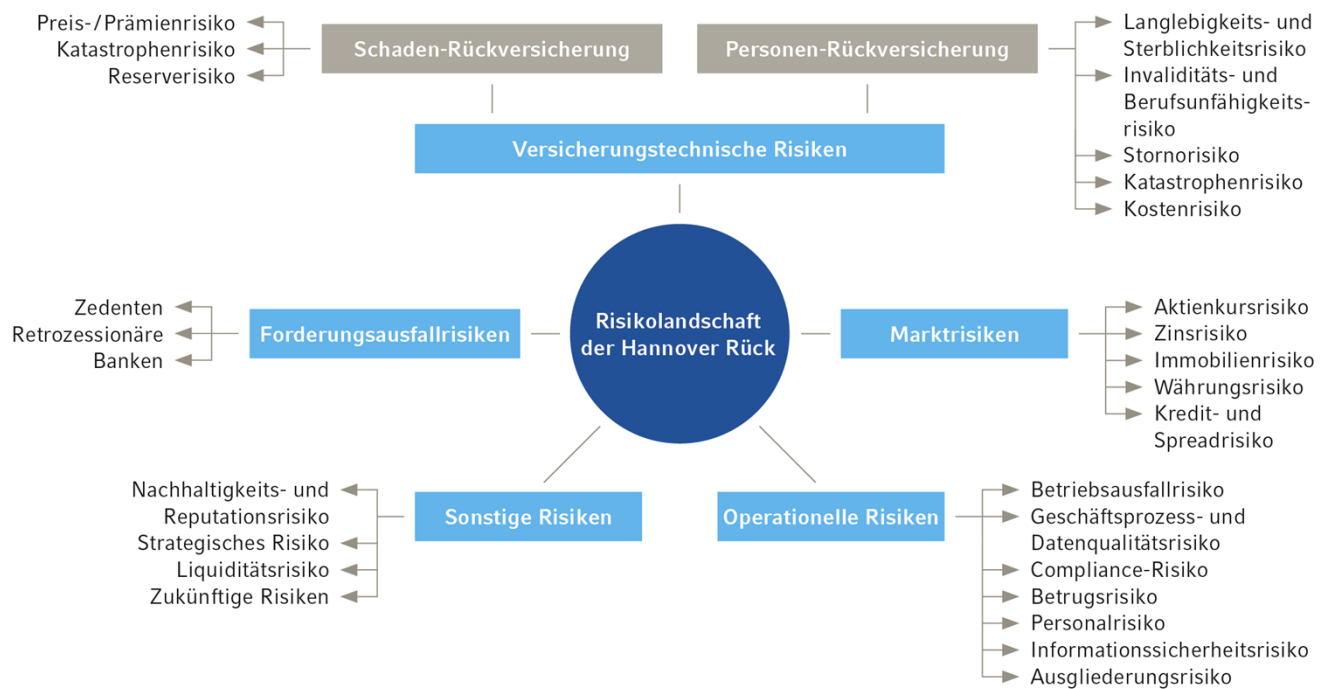 Preis-/Prämienrisiko
Katastrophenrisiko
Reserverisiko
Schaden-Rückversicherung
Personen-Rückversicherung
Langlebigkeits- und
Sterblichkeitsrisiko
Invaliditäts- und
Berufsunfähigkeits-
risiko
Stornorisiko
Katastrophenrisiko
Kostenrisiko
Versicherungstechnische Risiken
Zedenten
Retrozessionäre
Banken
Forderungsausfallrisiken
Risikolandschaft
der Hannover Rück
Marktrisiken
Aktienkursrisiko
Zinsrisiko
Immobilienrisiko
Währungsrisiko
Kredit- und
Spreadrisiko
Nachhaltigkeits- und
Reputationsrisiko
Strategisches Risiko
Liquiditätsrisiko
Zukünftige Risiken
Sonstige Risiken
Operationelle Risiken
Betriebsausfallrisiko
Geschäftsprozess- und
Datenqualitätsrisiko
Compliance-Risiko
Betrugsrisiko
Personalrisiko
Informationssicherheitsrisiko
Ausgliederungsrisiko